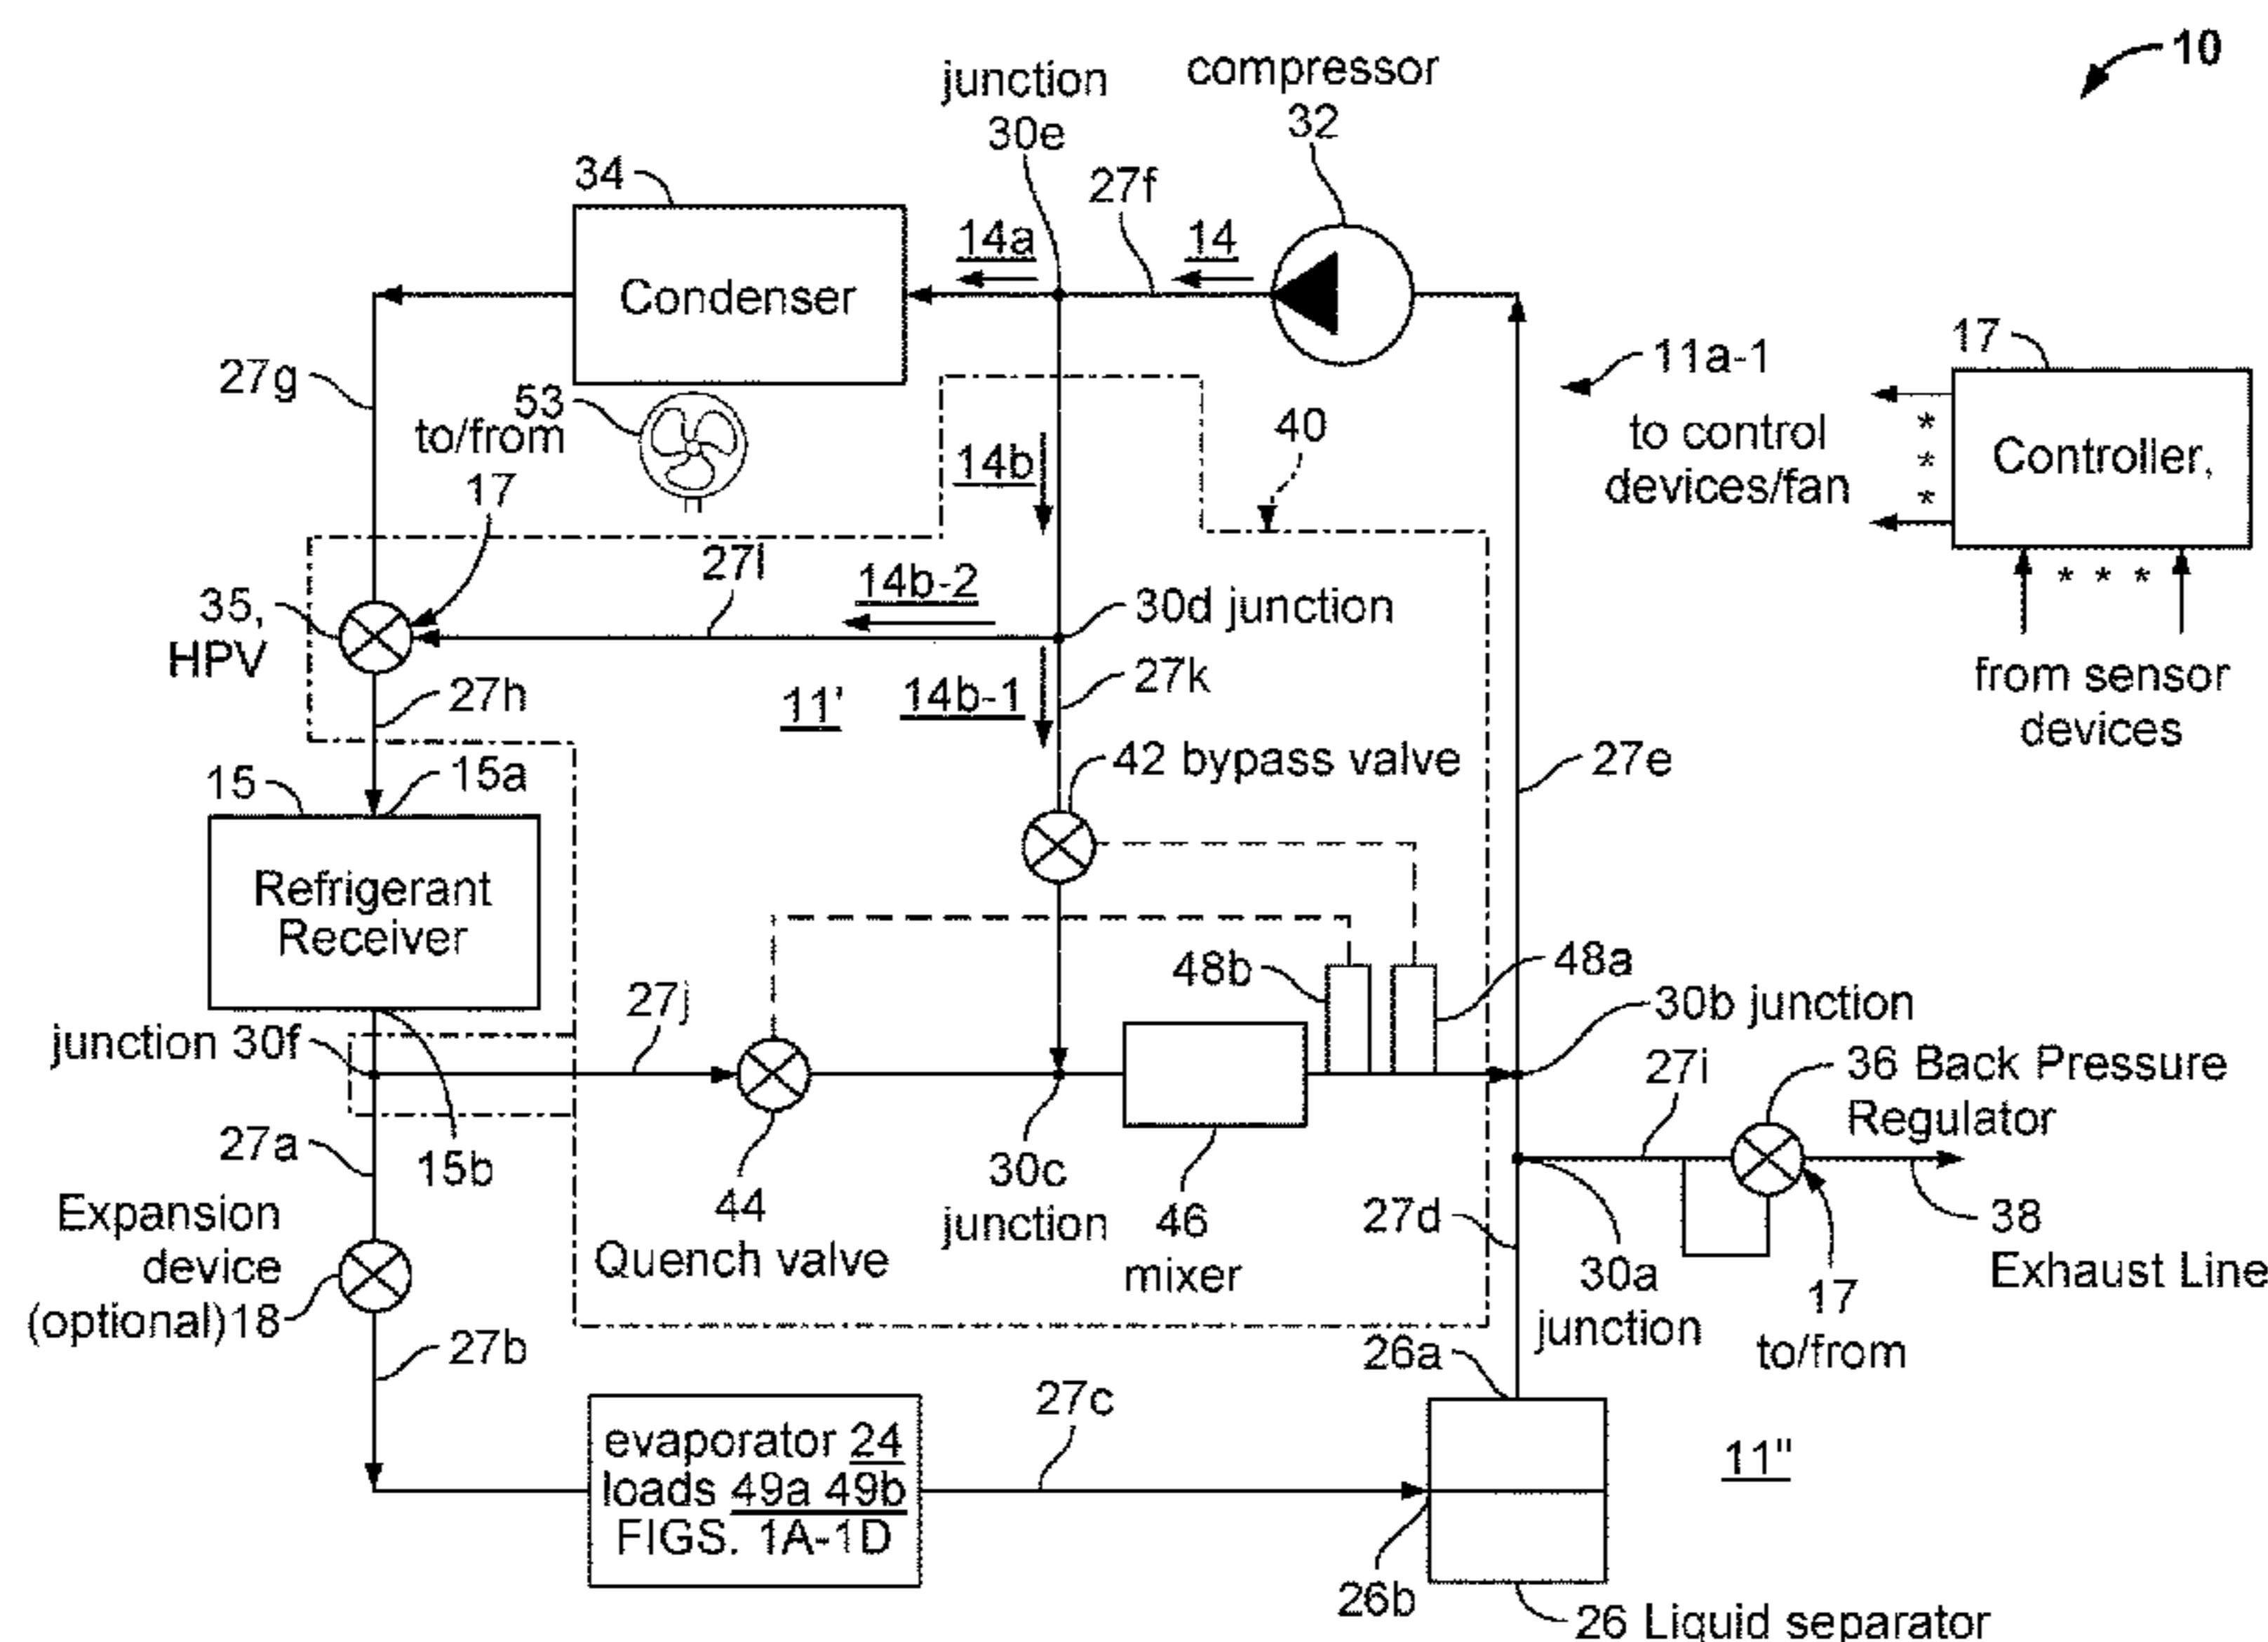 10
junction
30e
compressor
32
34
27f
14a
14
Condenser
27g
53
to/from
17
40
14b
11a-1
to control
devices/fan
17
Controller,
* * *
* * *
from sensor
devices
35,
HPV
27l
14b-2
30d junction
27h
11'
14b-1
27k
42 bypass valve
27e
15
15a
Refrigerant
Receiver
48b
48a
junction 30f
27j
30b junction
27i
36 Back Pressure
Regulator
27a
15b
44
Quench valve
30c
junction
46
mixer
27d
30a
junction
17
to/from
38
Exhaust Line
Expansion
device
(optional)18
27b
evaporator 24
loads 49a 49b
FIGS. 1A-1D
27c
26a
26b
11"
26 Liquid separator